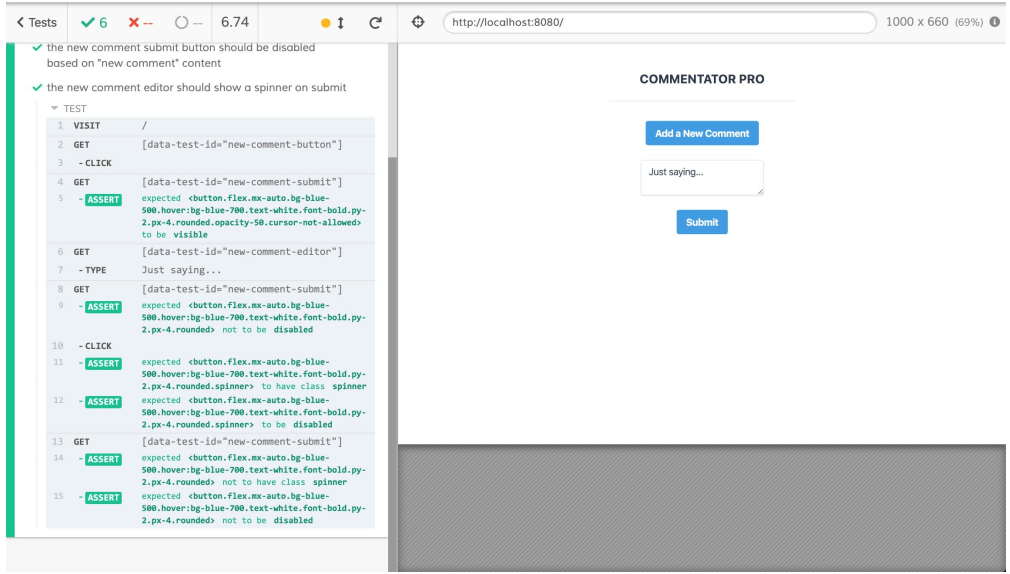 < Tests ✓ 6 ✗ -- -- 6.74 http://localhost:8080/ 1000 x 660 (69%)
the new comment submit button should be disabled
based on "new comment" content
the new comment editor should show a spinner on submit
TEST
1 VISIT /
2 GET [data-test-id="new-comment-button"]
3 - CLICK
4 GET [data-test-id="new-comment-submit"]
5 - ASSERT expected <button.flex.mx-auto.bg-blue-
500.hover:bg-blue-700.text-white.font-bold.py-
2.px-4.rounded.opacity-50.cursor-not-allowed>
to be visible
6 GET [data-test-id="new-comment-editor"]
7 - TYPE Just saying...
8 GET [data-test-id="new-comment-submit"]
9 - ASSERT expected <button.flex.mx-auto.bg-blue-
500.hover:bg-blue-700.text-white.font-bold.py-
2.px-4.rounded> not to be disabled
10 - CLICK
11 - ASSERT expected <button.flex.mx-auto.bg-blue-
500.hover:bg-blue-700.text-white.font-bold.py-
2.px-4.rounded.spinner> to have class spinner
12 - ASSERT expected <button.flex.mx-auto.bg-blue-
500.hover:bg-blue-700.text-white.font-bold.py-
2.px-4.rounded.spinner> to be disabled
13 GET [data-test-id="new-comment-submit"]
14 - ASSERT expected <button.flex.mx-auto.bg-blue-
500.hover:bg-blue-700.text-white.font-bold.py-
2.px-4.rounded> not to have class spinner
15 - ASSERT expected <button.flex.mx-auto.bg-blue-
500.hover:bg-blue-700.text-white.font-bold.py-
2.px-4.rounded> not to be disabled
COMMENTATOR PRO
Add a New Comment
Just saying...
Submit